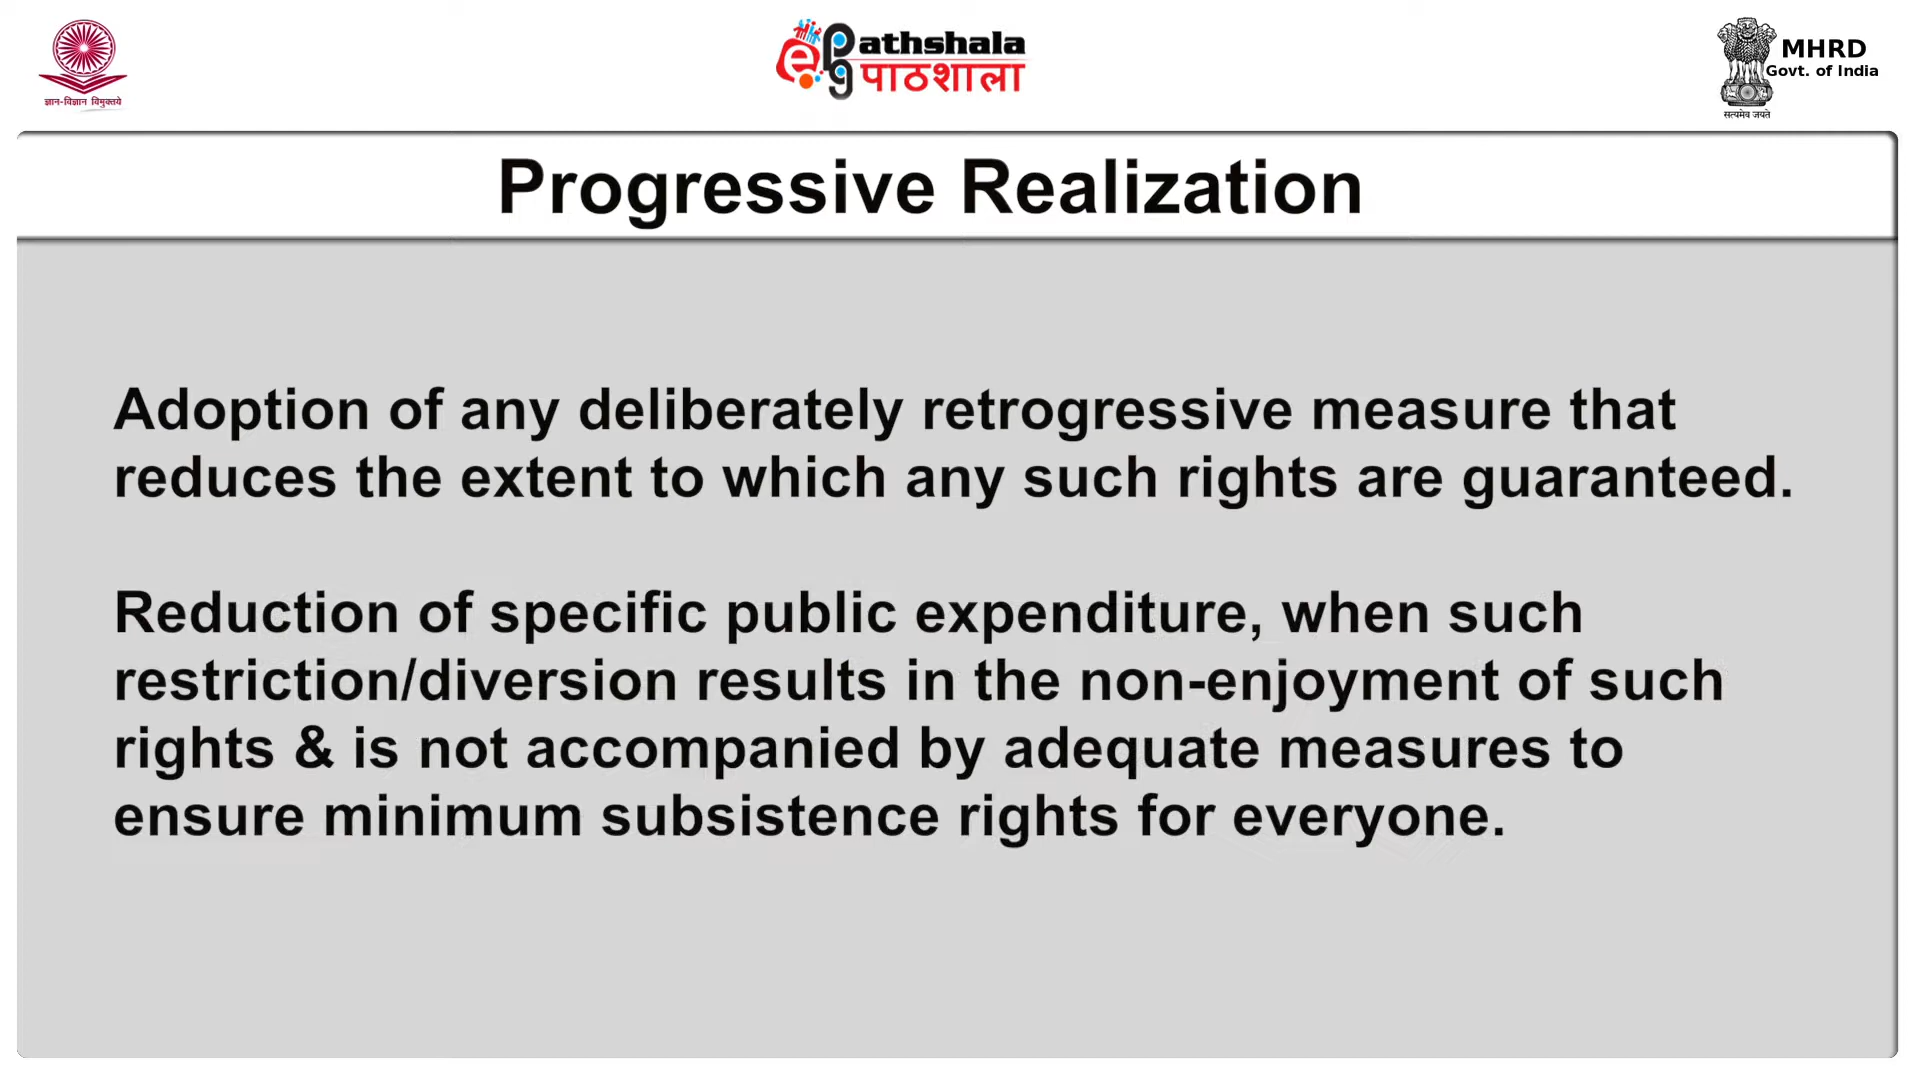 ज्ञान-विज्ञान विमुक्तये
e PG athshala
पाठशाला
MHRD
Govt. of India
सत्यमेव जयते
Progressive Realization
Adoption of any deliberately retrogressive measure that
reduces the extent to which any such rights are guaranteed.
Reduction of specific public expenditure, when such
restriction/diversion results in the non-enjoyment of such
rights & is not accompanied by adequate measures to
ensure minimum subsistence rights for everyone.